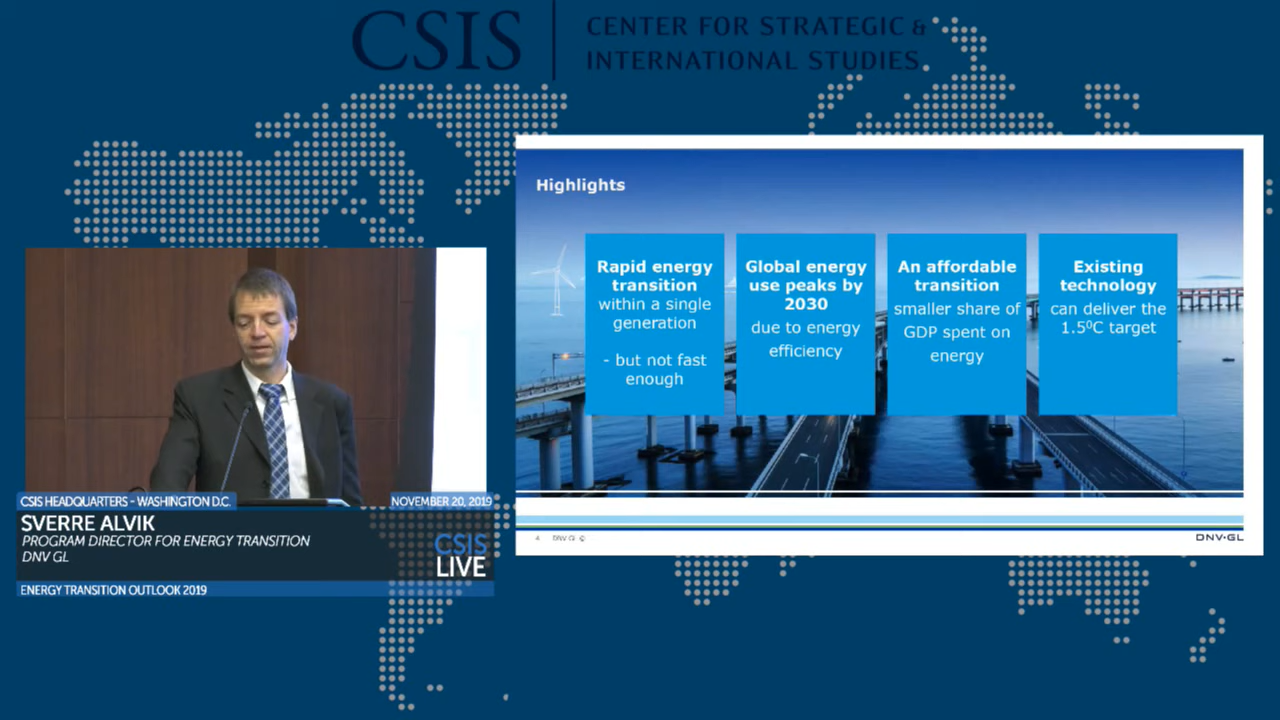 CSIS
CENTER FOR STRATEGIC &
INTERNATIONAL STUDIES
Highlights
Rapid energy
transition
within a single
generation
- but not fast
enough
Global energy
use peaks by
2030
due to energy
efficiency
An affordable
transition
smaller share of
GDP spent on
energy
Existing
technology
can deliver the
1.5⁰C target
4
DNV GL ©
DNV·GL
CSIS HEADQUARTERS - WASHINGTON D.C.
NOVEMBER 20, 2019
SVERRE ALVIK
PROGRAM DIRECTOR FOR ENERGY TRANSITION
DNV GL
CSIS
LIVE
ENERGY TRANSITION OUTLOOK 2019